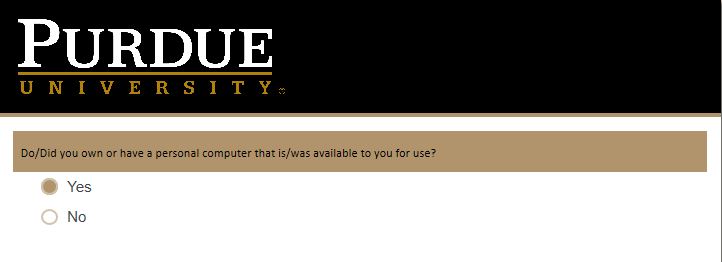 PURDUE
UNIVERSITY
Do/Did you own or have a personal computer that is/was available to you for use?
Yes
No